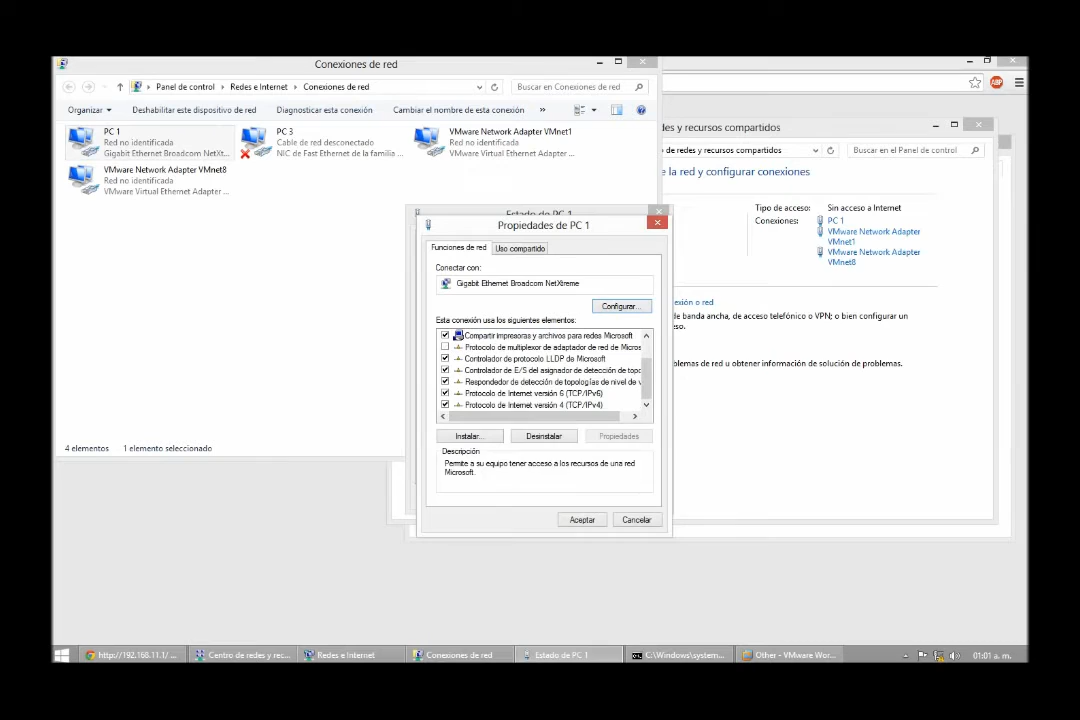 Conexiones de red
Panel de control
Redes e Internet
Conexiones de red
Buscar en Conexiones de red
Organizar
Deshabilitar este dispositivo de red
Diagnosticar esta conexión
Cambiar el nombre de esta conexión
»
PC 1
Red no identificada
Gigabit Ethernet Broadcom NetXt...
PC 3
Cable de red desconectado
NIC de Fast Ethernet de la familia ...
VMware Network Adapter VMnet1
Red no identificada
VMware Virtual Ethernet Adapter ...
VMware Network Adapter VMnet8
Red no identificada
VMware Virtual Ethernet Adapter ...
4 elementos
1 elemento seleccionado
ABP
des y recursos compartidos
o de redes y recursos compartidos
Buscar en el Panel de control
e la red y configurar conexiones
Tipo de acceso:
Sin acceso a Internet
Conexiones:
PC 1
VMware Network Adapter
VMnet1
VMware Network Adapter
VMnet8
exión o red
de banda ancha, de acceso telefónico o VPN; o bien configurar un
so.
blemas de red u obtener información de solución de problemas.
Estado de PC 1
Propiedades de PC 1
Funciones de red
Uso compartido
Conectar con:
Gigabit Ethernet Broadcom NetXtreme
Configurar...
Esta conexión usa los siguientes elementos:
Compartir impresoras y archivos para redes Microsoft
Protocolo de multiplexor de adaptador de red de Micros
Controlador de protocolo LLDP de Microsoft
Controlador de E/S del asignador de detección de topo
Respondedor de detección de topologías de nivel de v
Protocolo de Internet versión 6 (TCP/IPv6)
Protocolo de Internet versión 4 (TCP/IPv4)
Instalar...
Desinstalar
Propiedades
Descripción
Permite a su equipo tener acceso a los recursos de una red
Microsoft.
Aceptar
Cancelar
http://192.168.11.1/ ...
Centro de redes y rec...
Redes e Internet
Conexiones de red
Estado de PC 1
C:\Windows\system...
Other - VMware Wor...
01:01 a. m.